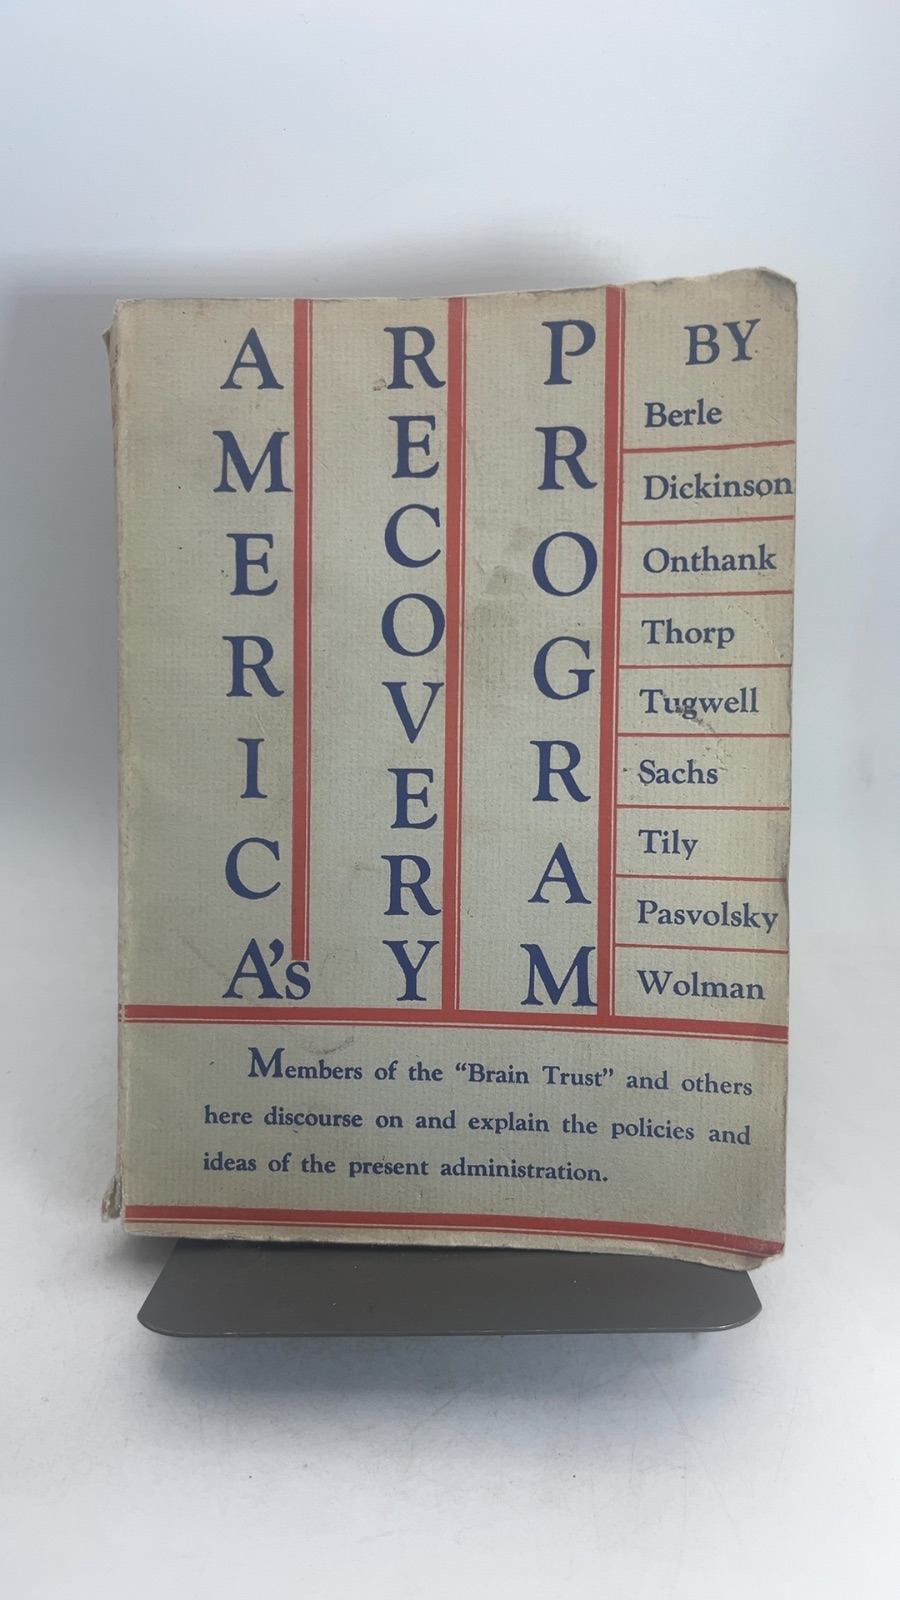 AMERICA's
RECOVERY
PROGRAM
BY
Berle
Dickinson
Onthank
Thorp
Tugwell
Sachs
Tily
Pasvolsky
Wolman
Members of the “Brain Trust” and others
here discourse on and explain the policies and
ideas of the present administration.